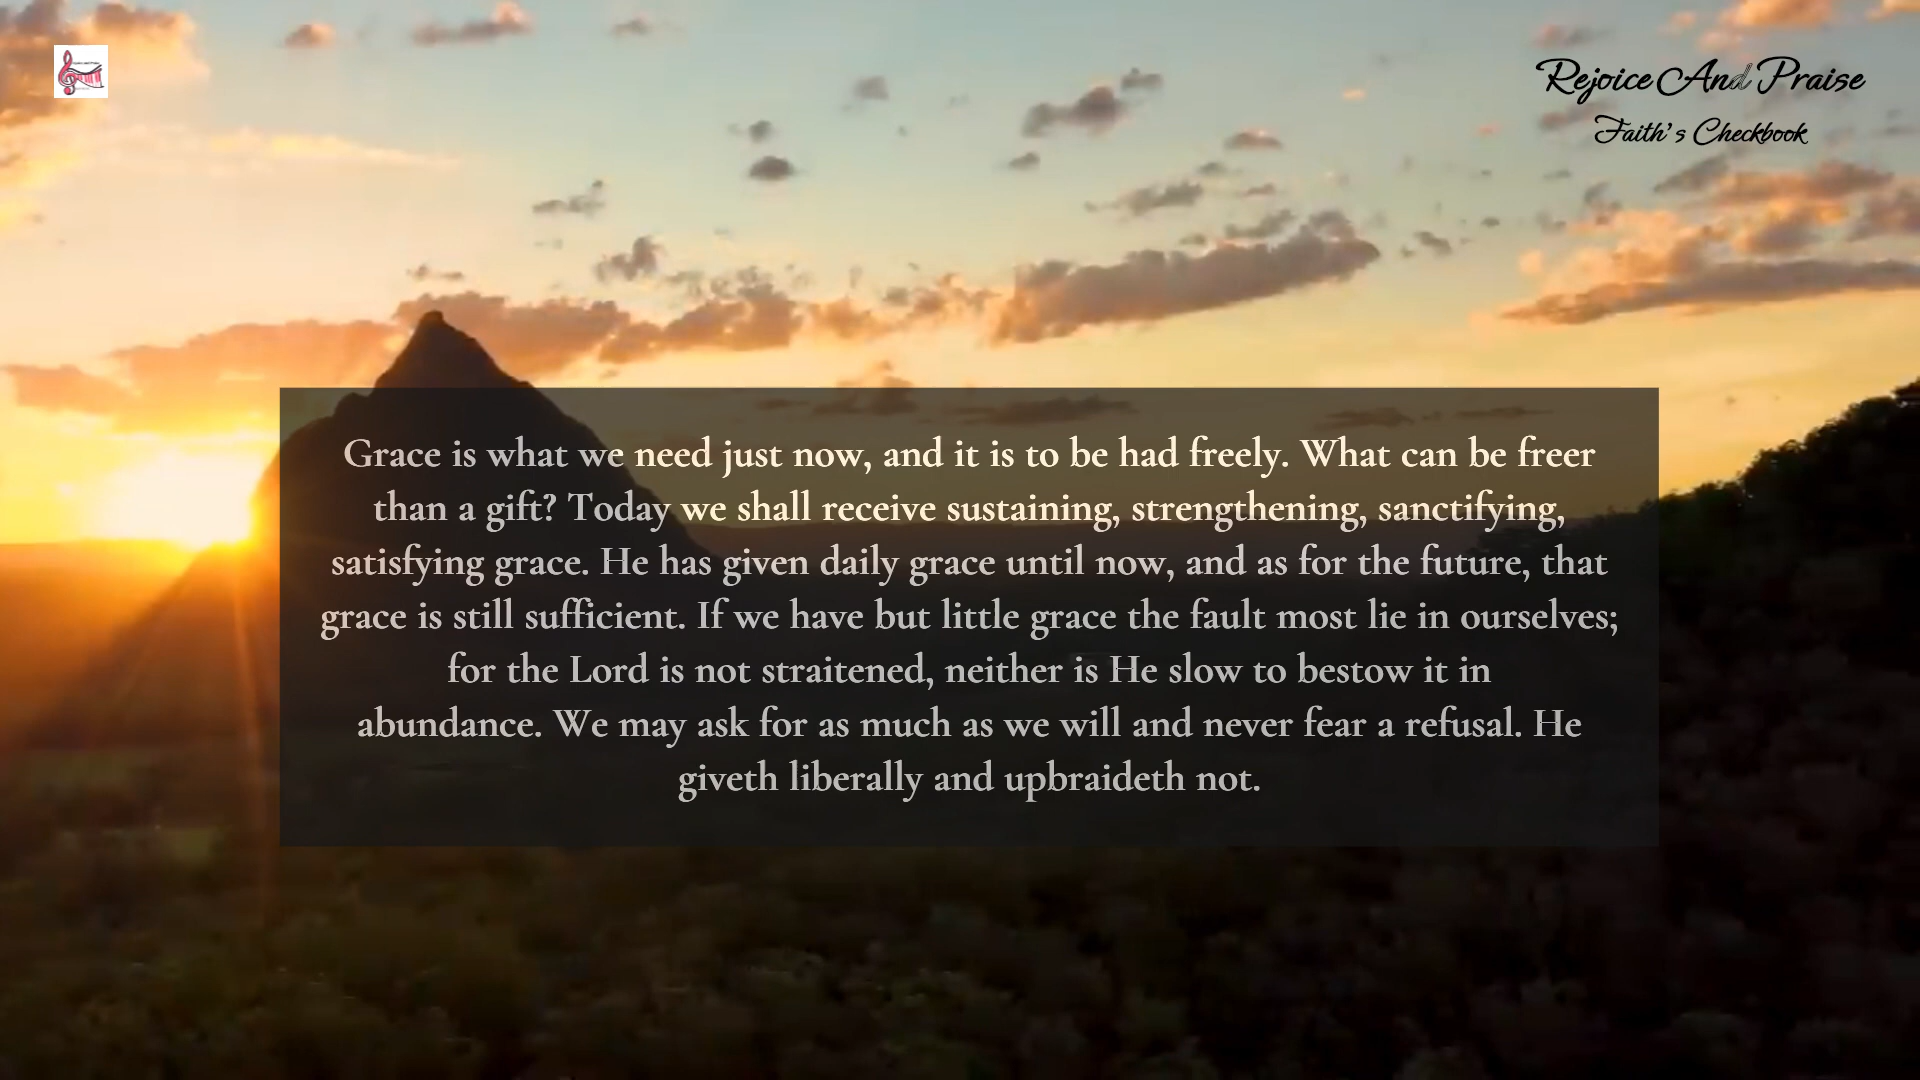 Rejoice And Praise
Faith's Checkbook
Grace is what we need just now, and it is to be had freely. What can be freer
than a gift? Today we shall receive sustaining, strengthening, sanctifying,
satisfying grace. He has given daily grace until now, and as for the future, that
grace is still sufficient. If we have but little grace the fault most lie in ourselves;
for the Lord is not straitened, neither is He slow to bestow it in
abundance. We may ask for as much as we will and never fear a refusal. He
giveth liberally and upbraideth not.